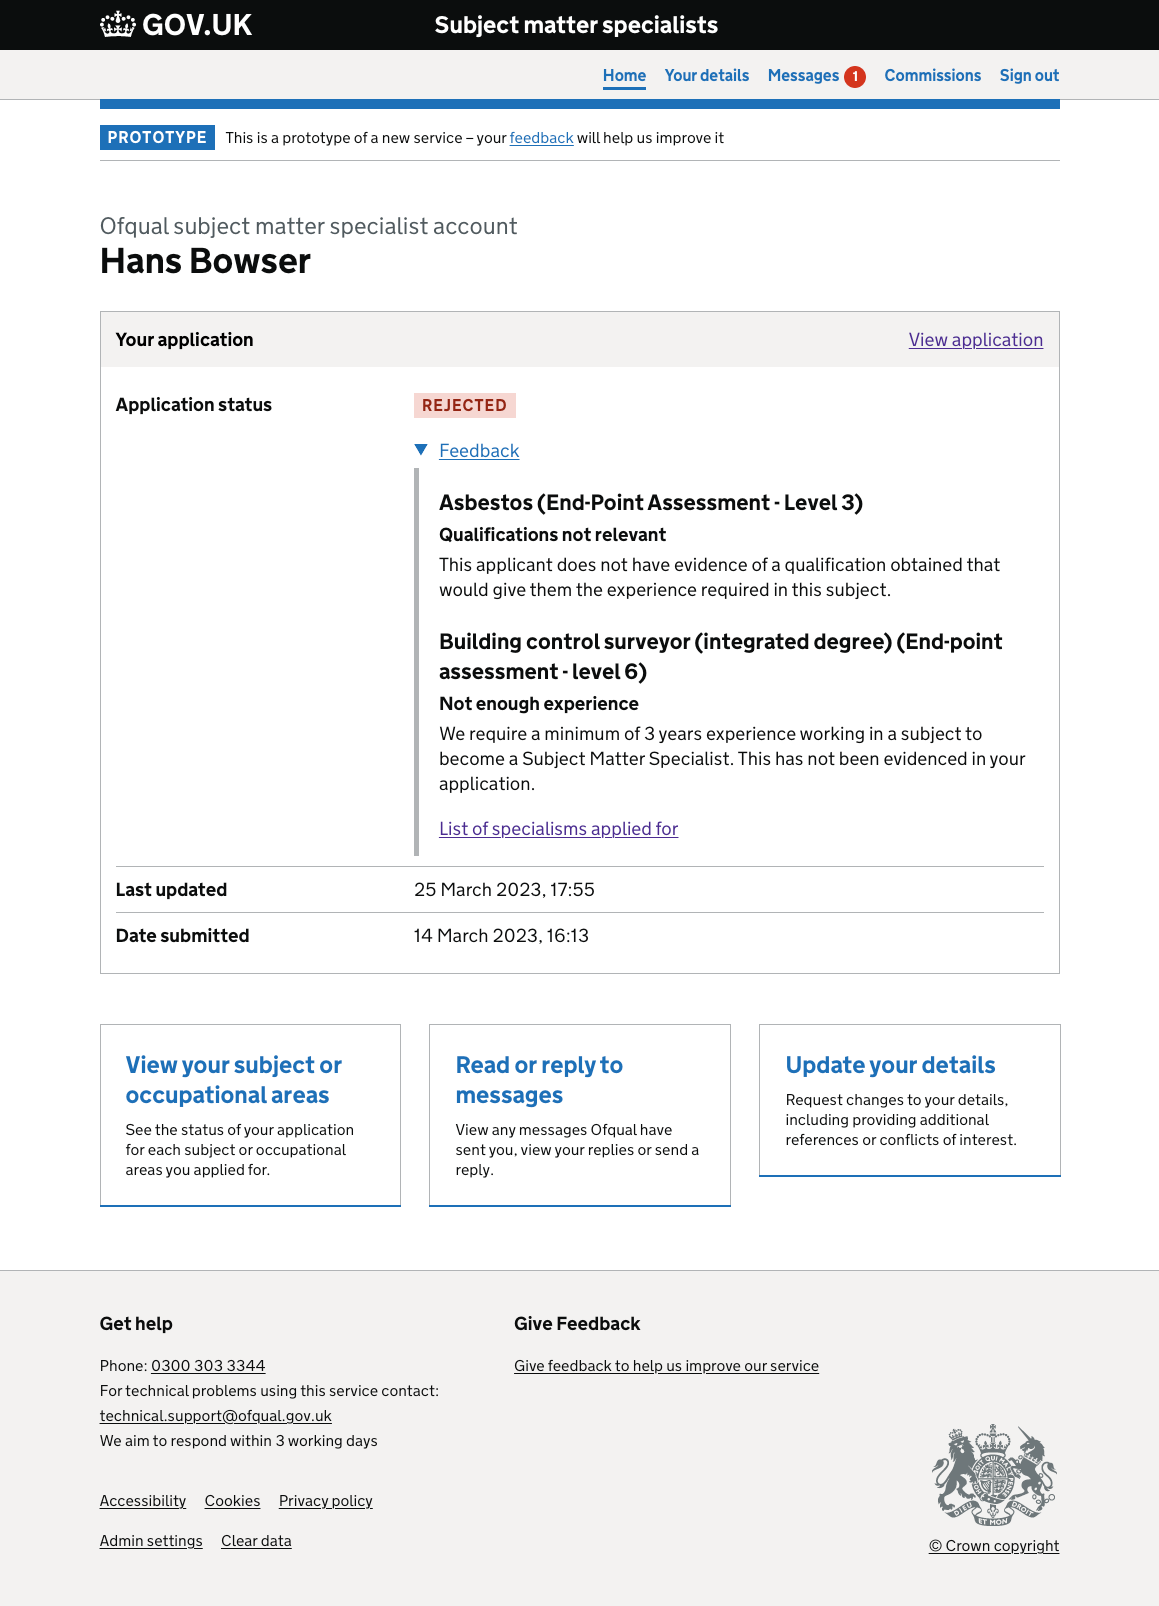 GOV.UK
Subject matter specialists
Home Your details Messages 1 Commissions Sign out
PROTOTYPE This is a prototype of a new service – your feedback will help us improve it
Ofqual subject matter specialist account
Hans Bowser
Your application View application
Application status REJECTED
Feedback
Asbestos (End-Point Assessment - Level 3)
Qualifications not relevant
This applicant does not have evidence of a qualification obtained that
would give them the experience required in this subject.
Building control surveyor (integrated degree) (End-point
assessment - level 6)
Not enough experience
We require a minimum of 3 years experience working in a subject to
become a Subject Matter Specialist. This has not been evidenced in your
application.
List of specialisms applied for
Last updated 25 March 2023, 17:55
Date submitted 14 March 2023, 16:13
View your subject or
occupational areas
See the status of your application
for each subject or occupational
areas you applied for.
Read or reply to
messages
View any messages Ofqual have
sent you, view your replies or send a
reply.
Update your details
Request changes to your details,
including providing additional
references or conflicts of interest.
Get help
Phone: 0300 303 3344
For technical problems using this service contact:
technical.support@ofqual.gov.uk
We aim to respond within 3 working days
Give Feedback
Give feedback to help us improve our service
Accessibility Cookies Privacy policy
Admin settings Clear data
DIEU ET MON DROIT
© Crown copyright